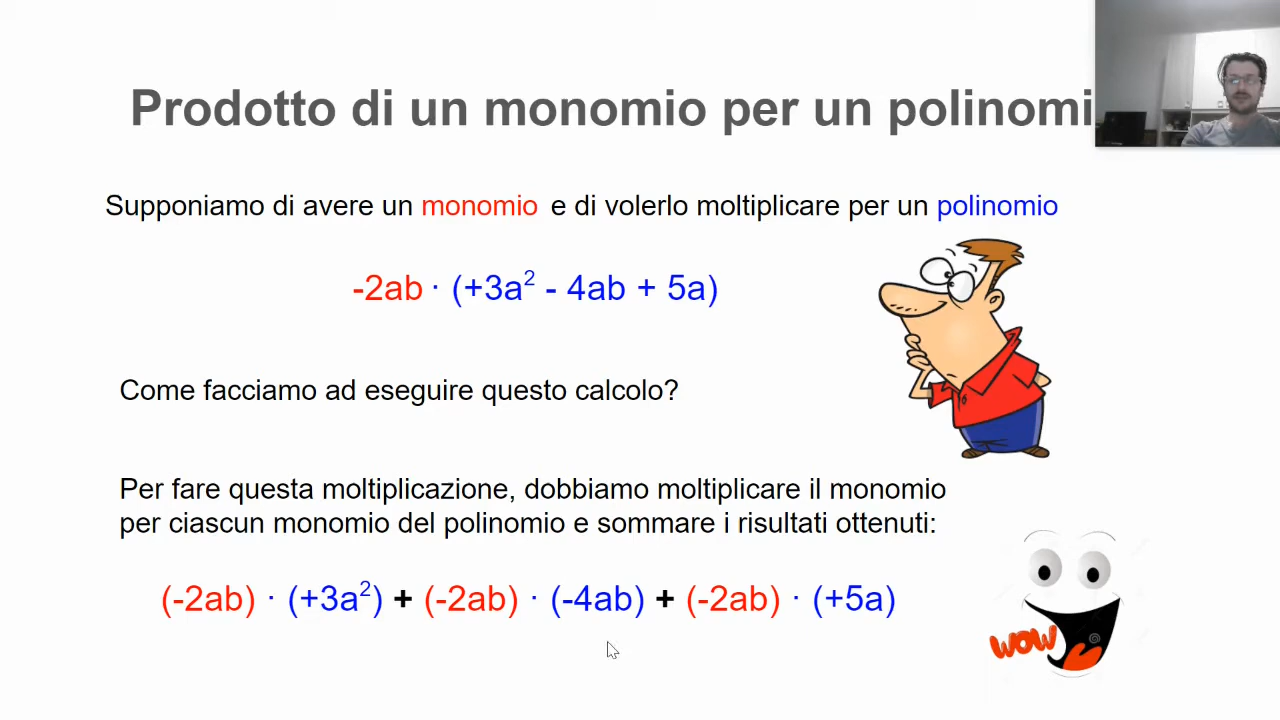 Prodotto di un monomio per un polinomi
Supponiamo di avere un monomio e di volerlo moltiplicare per un polinomio
-2ab · (+3a² - 4ab + 5a)
Come facciamo ad eseguire questo calcolo?
Per fare questa moltiplicazione, dobbiamo moltiplicare il monomio
per ciascun monomio del polinomio e sommare i risultati ottenuti:
(-2ab) · (+3a²) + (-2ab) · (-4ab) + (-2ab) · (+5a)
WOW